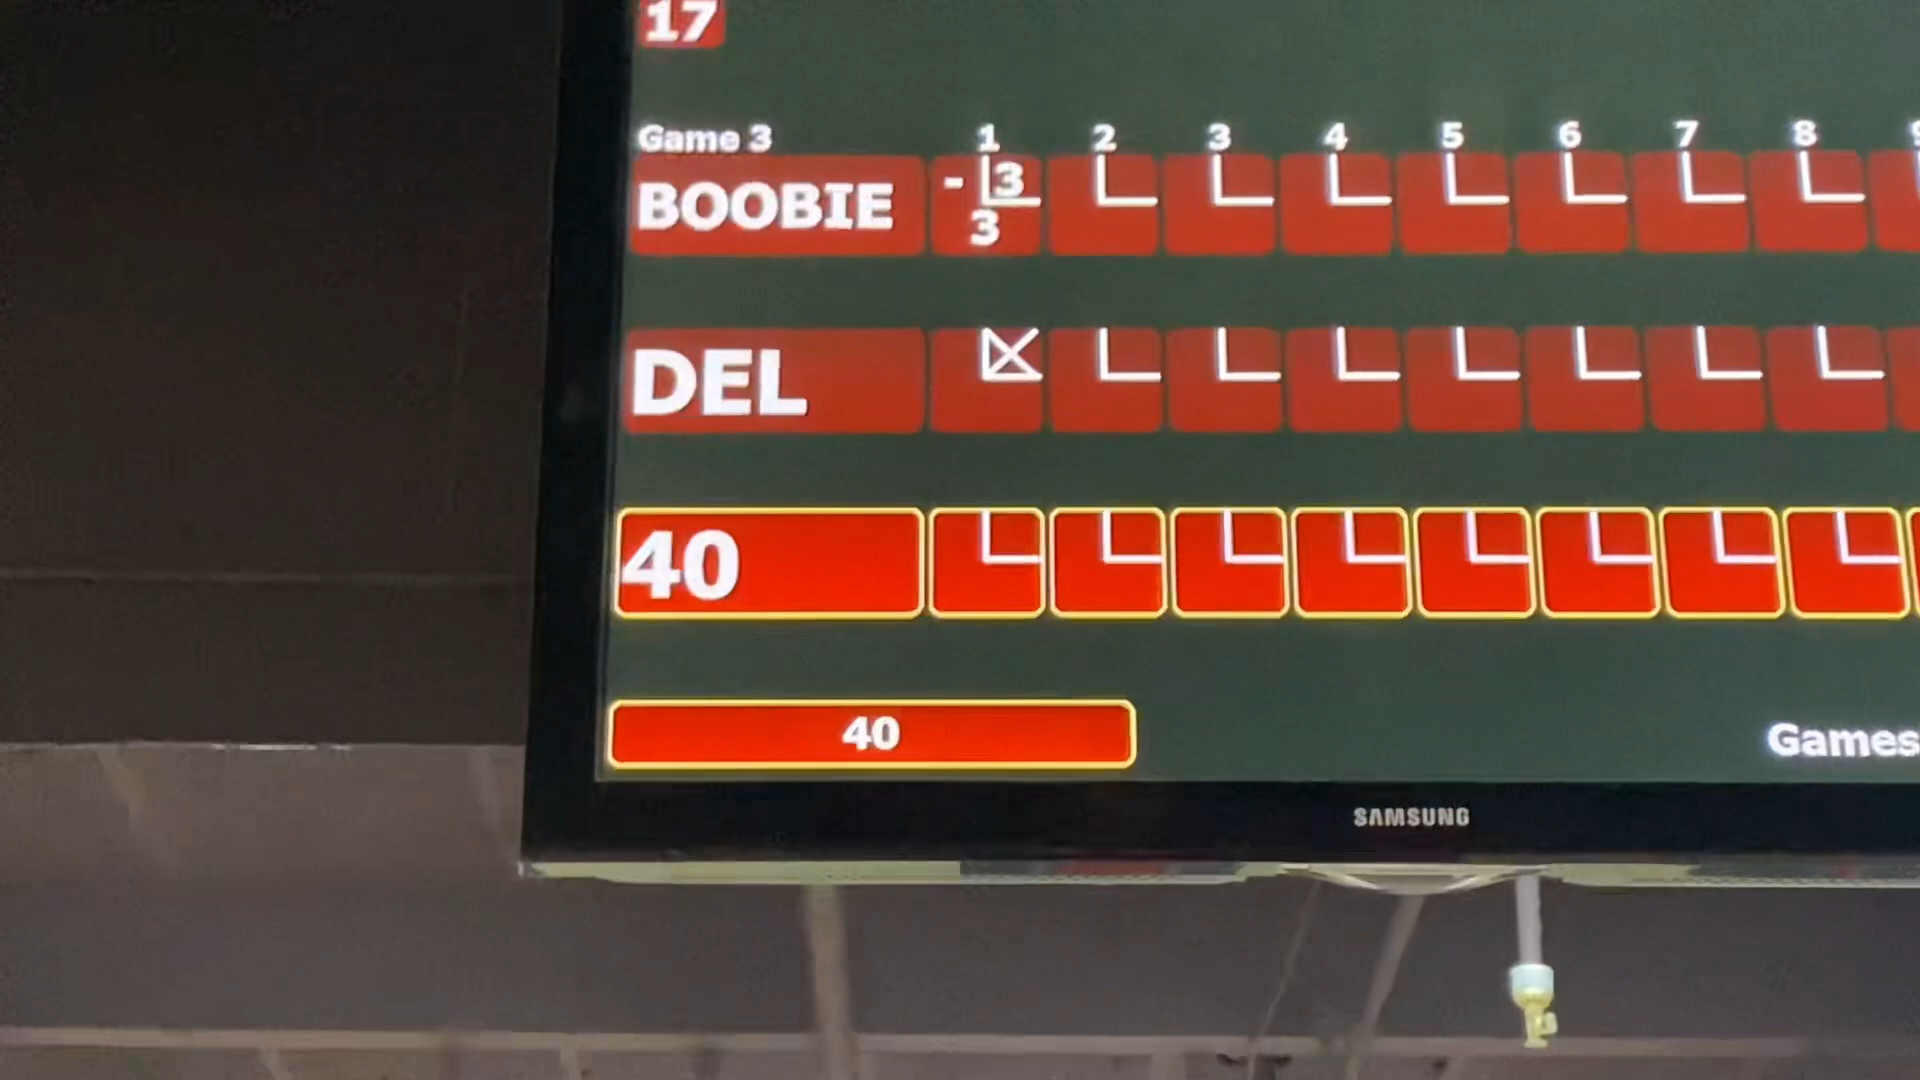 17
Game 3 1 2 3 4 5 6 7 8 9
BOOBIE - 3
3
DEL X
40
40
Games
SAMSUNG